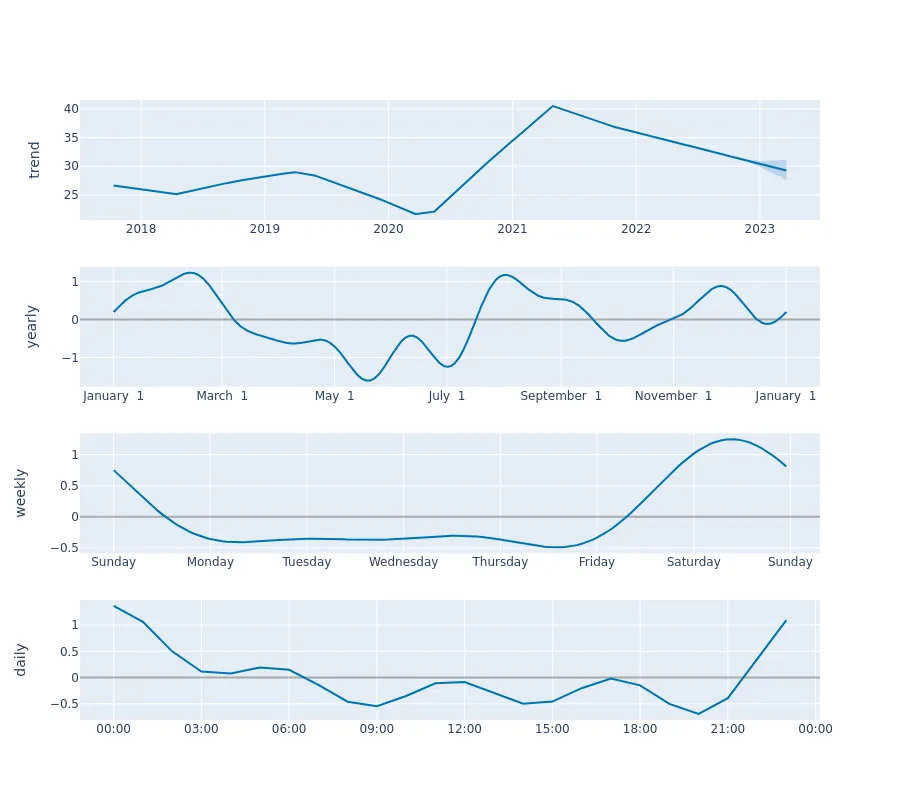 trend
40
35
30
25
2018 2019 2020 2021 2022 2023
yearly
1
0
−1
January 1 March 1 May 1 July 1 September 1 November 1 January 1
weekly
1
0.5
0
−0.5
Sunday Monday Tuesday Wednesday Thursday Friday Saturday Sunday
daily
1
0.5
0
−0.5
00:00 03:00 06:00 09:00 12:00 15:00 18:00 21:00 00:00